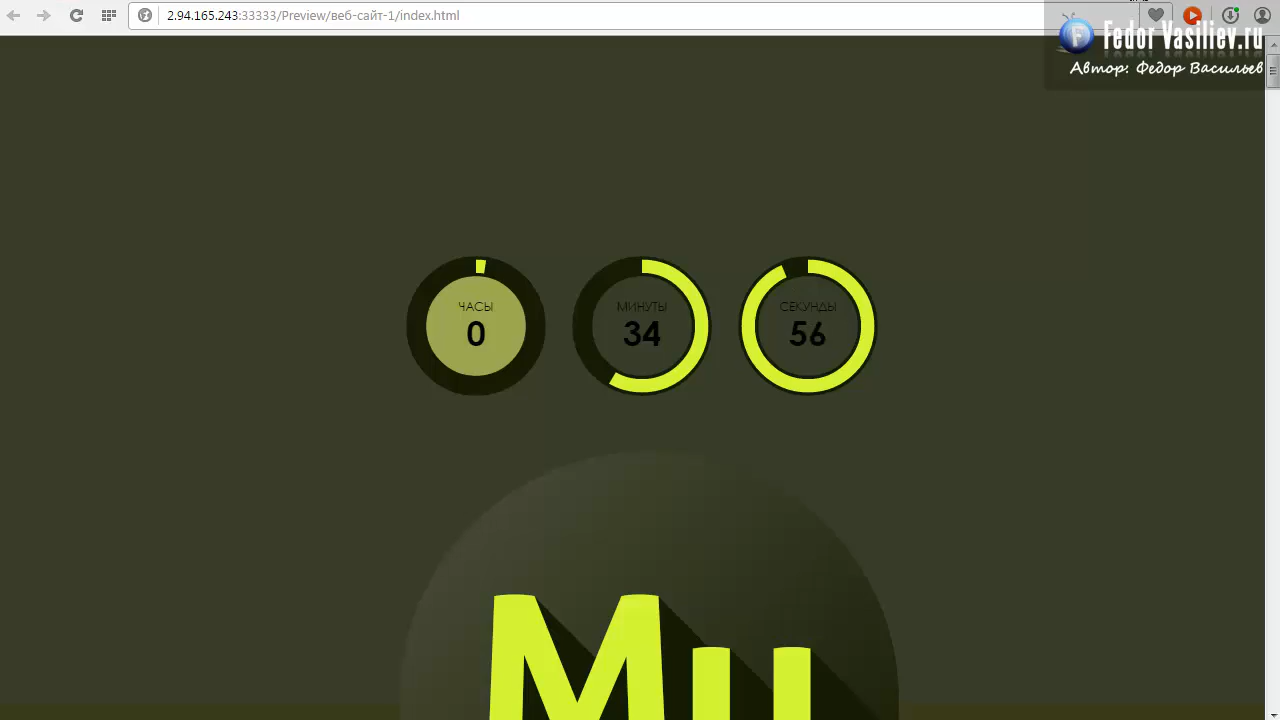 2.94.165.243:33333/Preview/веб-сайт-1/index.html
Fedor Vasiliev.ru
Автор: Федор Васильев
ЧАСЫ
0
МИНУТЫ
34
СЕКУНДЫ
56
Mu